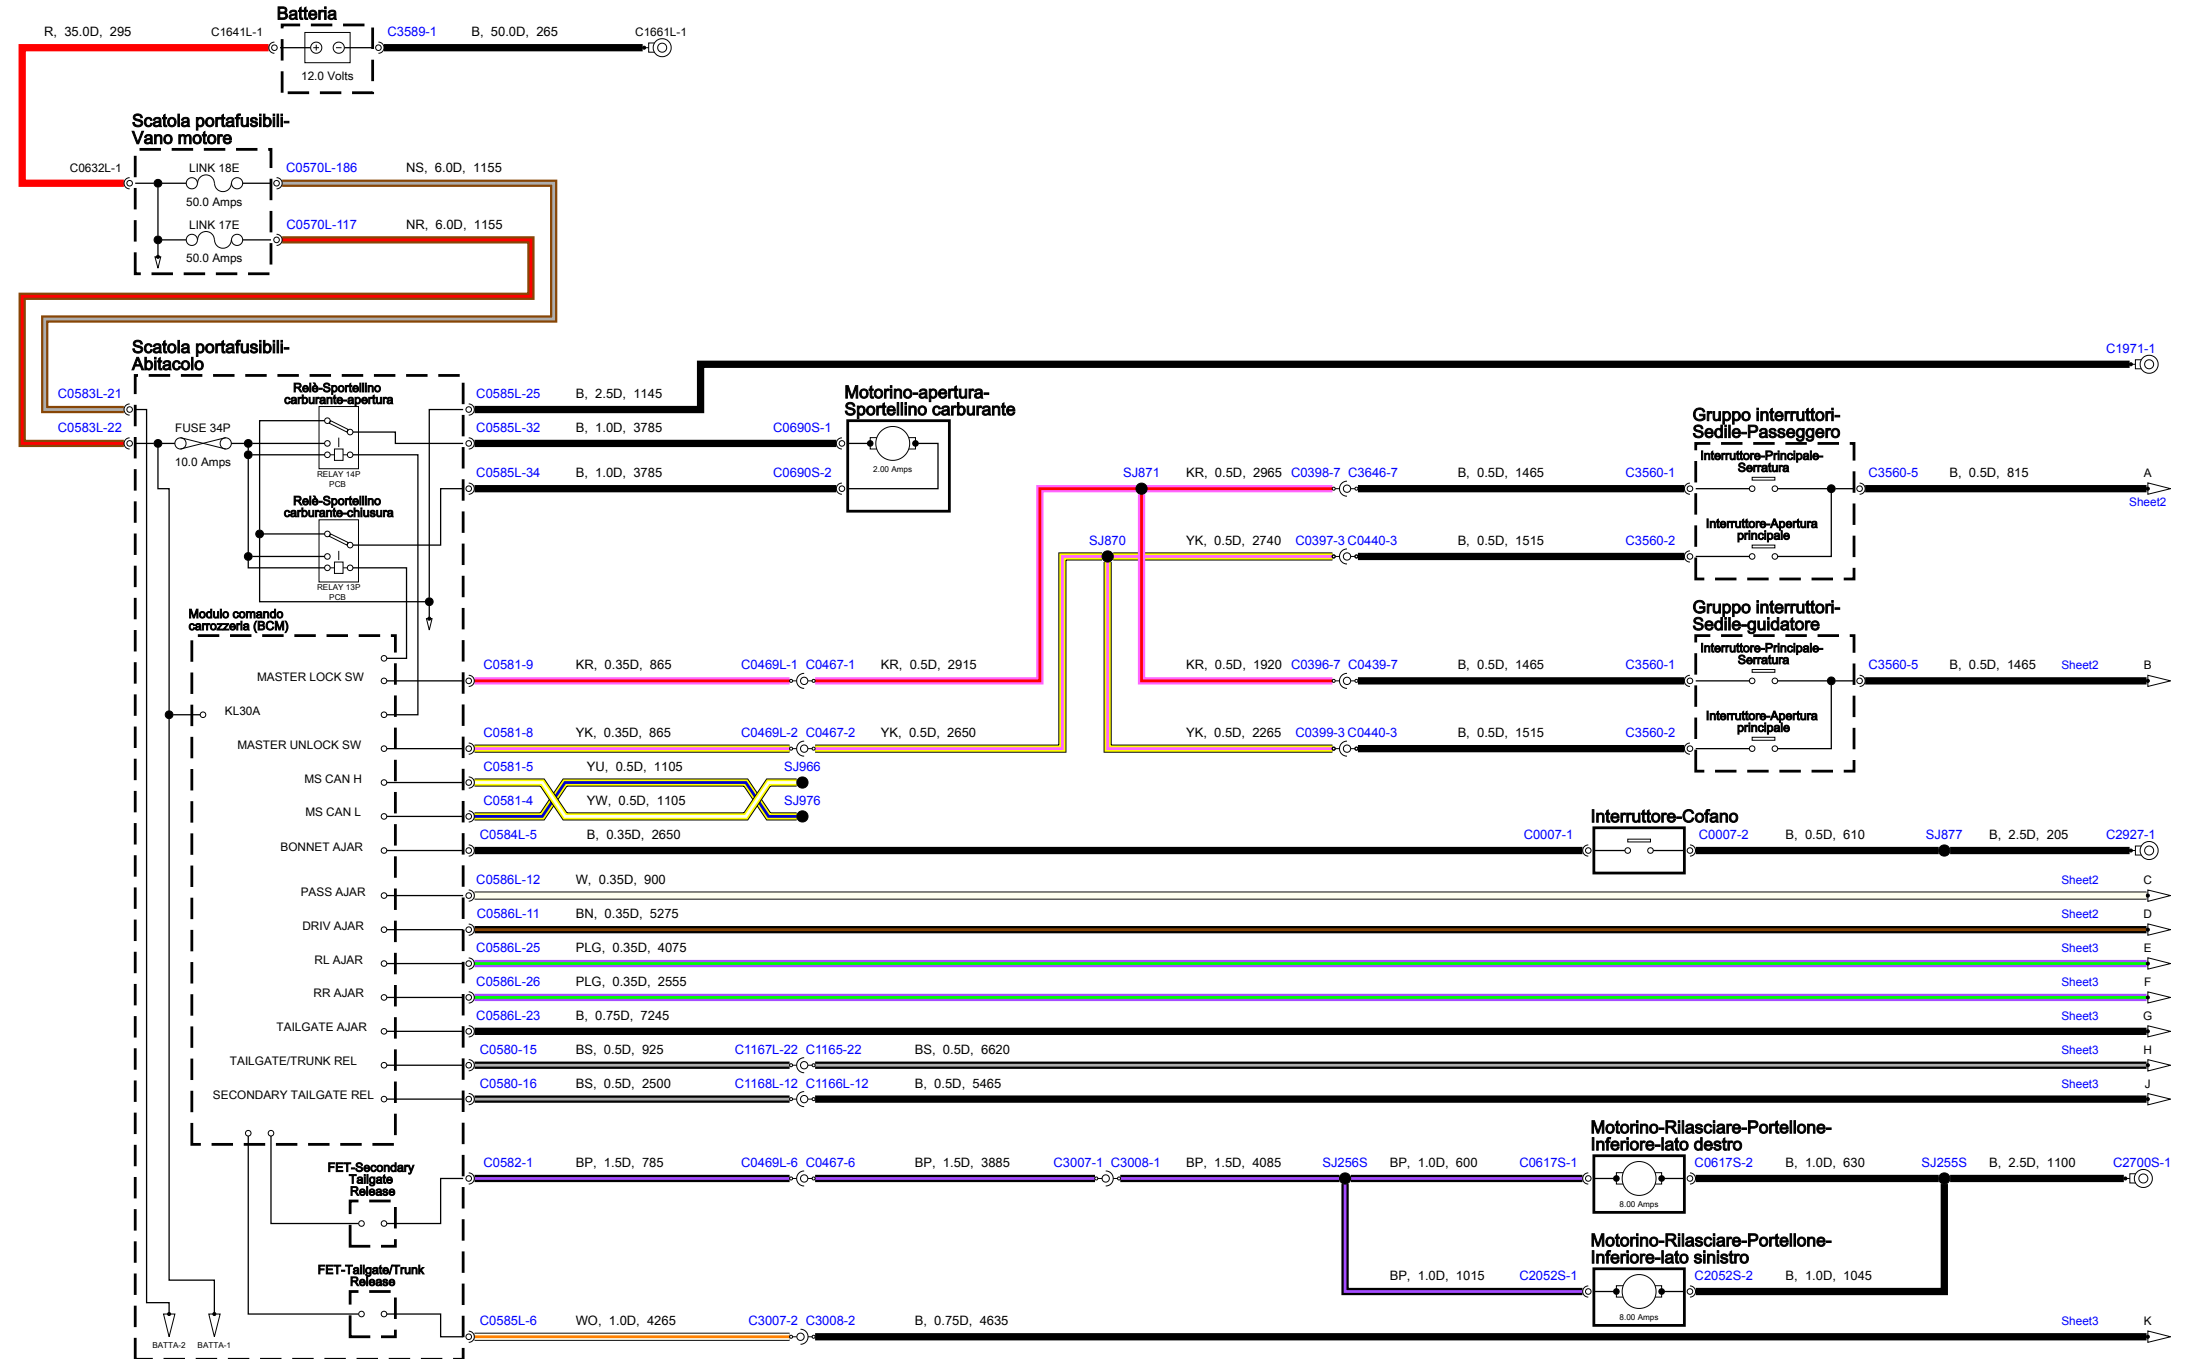 Batteria
R, 35.0D, 295
C1641L-1
C3589-1
B, 50.0D, 265
C1661L-1
12.0 Volts
Scatola portafusibili-
Vano motore
C0632L-1
LINK 18E
50.0 Amps
C0570L-186
NS, 6.0D, 1155
LINK 17E
50.0 Amps
C0570L-117
NR, 6.0D, 1155
Scatola portafusibili-
Abitacolo
C0583L-21
C0583L-22
FUSE 34P
10.0 Amps
Relè-Sportellino
carburante-apertura
RELAY 14P
PCB
Relè-Sportellino
carburante-chiusura
RELAY 13P
PCB
C0585L-25
B, 2.5D, 1145
C1971-1
C0585L-32
B, 1.0D, 3785
C0690S-1
C0585L-34
B, 1.0D, 3785
C0690S-2
Motorino-apertura-
Sportellino carburante
2.00 Amps
SJ871
KR, 0.5D, 2965
C0398-7
C3646-7
B, 0.5D, 1465
C3560-1
Gruppo interruttori-
Sedile-Passeggero
Interruttore-Principale-
Serratura
Interruttore-Apertura
principale
C3560-5
B, 0.5D, 815
A
Sheet2
SJ870
YK, 0.5D, 2740
C0397-3
C0440-3
B, 0.5D, 1515
C3560-2
Modulo comando
carrozzeria (BCM)
MASTER LOCK SW
C0581-9
KR, 0.35D, 865
C0469L-1
C0467-1
KR, 0.5D, 2915
KR, 0.5D, 1920
C0396-7
C0439-7
B, 0.5D, 1465
C3560-1
Gruppo interruttori-
Sedile-guidatore
Interruttore-Principale-
Serratura
Interruttore-Apertura
principale
C3560-5
B, 0.5D, 1465
Sheet2
B
KL30A
MASTER UNLOCK SW
C0581-8
YK, 0.35D, 865
C0469L-2
C0467-2
YK, 0.5D, 2650
YK, 0.5D, 2265
C0399-3
C0440-3
B, 0.5D, 1515
C3560-2
MS CAN H
C0581-5
YU, 0.5D, 1105
SJ966
MS CAN L
C0581-4
YW, 0.5D, 1105
SJ976
BONNET AJAR
C0584L-5
B, 0.35D, 2650
C0007-1
Interruttore-Cofano
C0007-2
B, 0.5D, 610
SJ877
B, 2.5D, 205
C2927-1
PASS AJAR
C0586L-12
W, 0.35D, 900
Sheet2
C
DRIV AJAR
C0586L-11
BN, 0.35D, 5275
Sheet2
D
RL AJAR
C0586L-25
PLG, 0.35D, 4075
Sheet3
E
RR AJAR
C0586L-26
PLG, 0.35D, 2555
Sheet3
F
TAILGATE AJAR
C0586L-23
B, 0.75D, 7245
Sheet3
G
TAILGATE/TRUNK REL
C0580-15
BS, 0.5D, 925
C1167L-22
C1165-22
BS, 0.5D, 6620
Sheet3
H
SECONDARY TAILGATE REL
C0580-16
BS, 0.5D, 2500
C1168L-12
C1166L-12
B, 0.5D, 5465
Sheet3
J
FET-Secondary
Tailgate
Release
C0582-1
BP, 1.5D, 785
C0469L-6
C0467-6
BP, 1.5D, 3885
C3007-1
C3008-1
BP, 1.5D, 4085
SJ256S
BP, 1.0D, 600
C0617S-1
Motorino-Rilasciare-Portellone-
Inferiore-lato destro
8.00 Amps
C0617S-2
B, 1.0D, 630
SJ255S
B, 2.5D, 1100
C2700S-1
BP, 1.0D, 1015
C2052S-1
Motorino-Rilasciare-Portellone-
Inferiore-lato sinistro
8.00 Amps
C2052S-2
B, 1.0D, 1045
FET-Tailgate/Trunk
Release
C0585L-6
WO, 1.0D, 4265
C3007-2
C3008-2
B, 0.75D, 4635
Sheet3
K
BATTA-2
BATTA-1